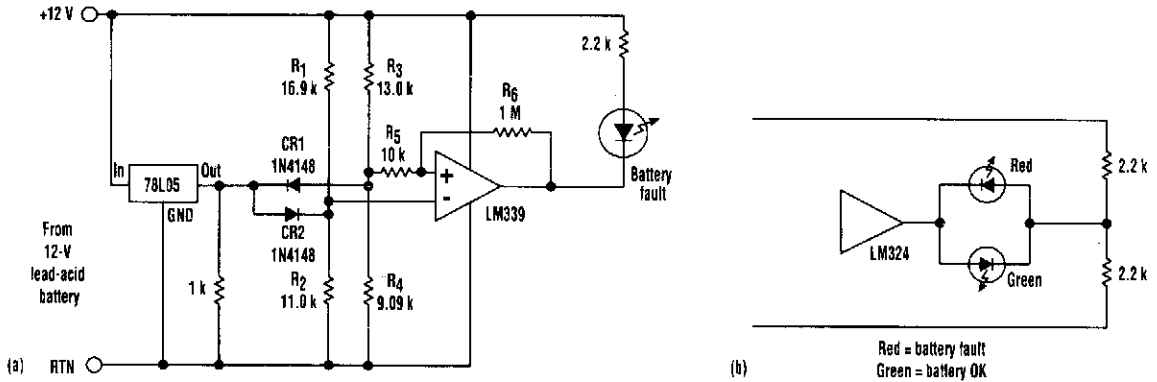 +12 V
R1
16.9 k
R3
13.0 k
2.2 k
R6
1 M
R5
10 k
CR1
1N4148
In
78L05
Out
GND
+
-
LM339
Battery
fault
CR2
1N4148
From
12-V
lead-acid
battery
1 k
R2
11.0 k
R4
9.09 k
(a)
RTN
Red
2.2 k
LM324
Green
2.2 k
(b)
Red = battery fault
Green = battery OK